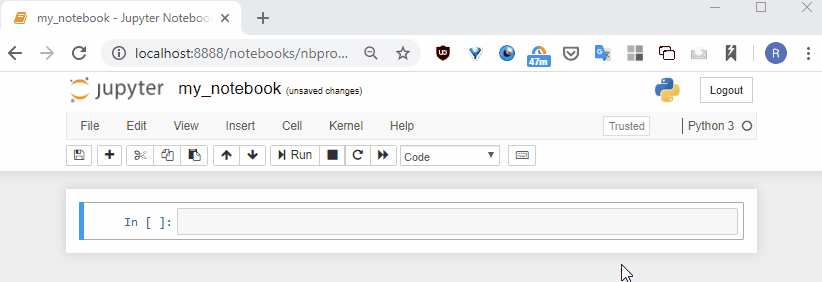 my_notebook - Jupyter Noteboo
localhost:8888/notebooks/nbpro...
47m
R
jupyter my_notebook (unsaved changes)
Logout
File Edit View Insert Cell Kernel Help
Trusted
Python 3
Run
Code
In [ ]: